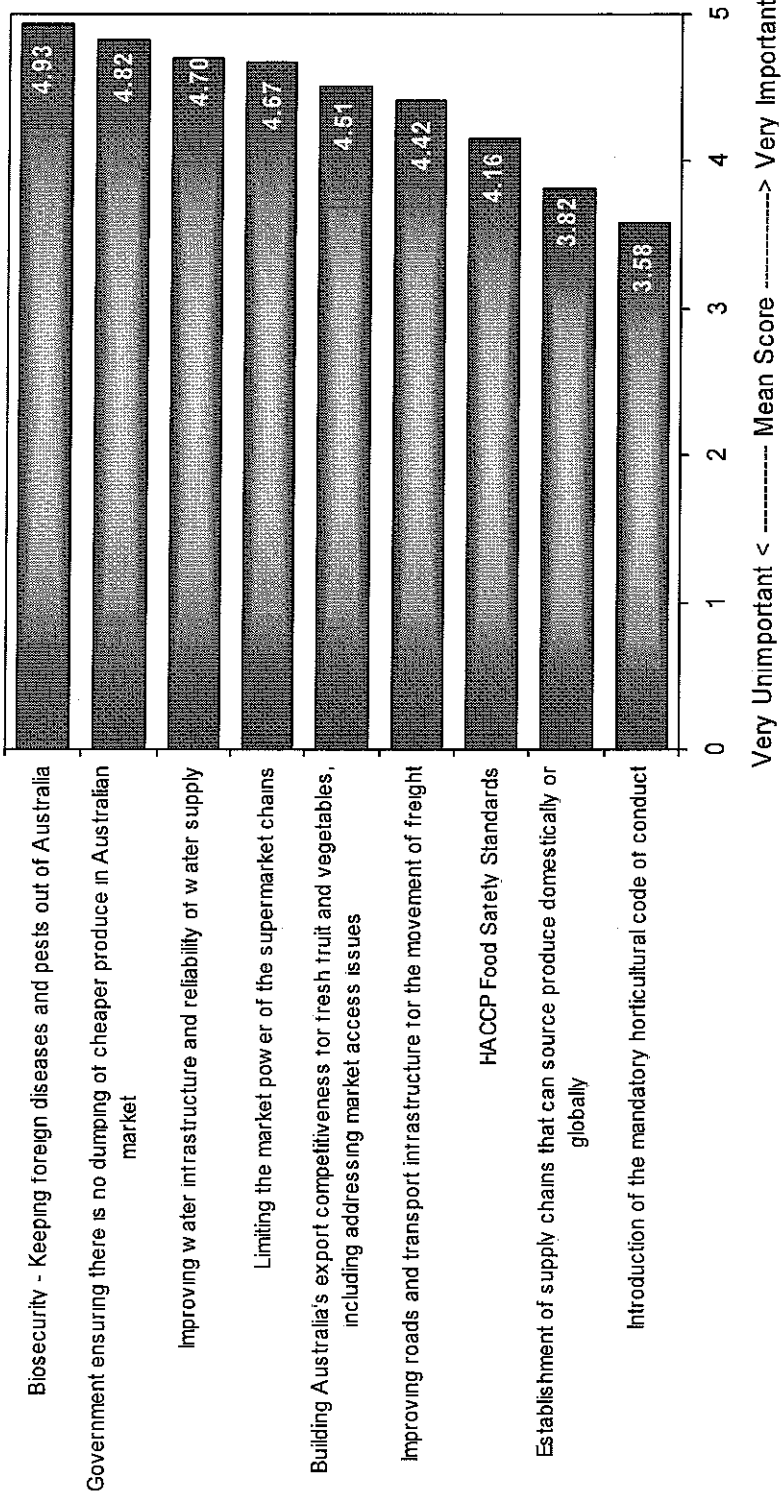 Biosecurity - Keeping foreign diseases and pests out of Australia
4.93
Government ensuring there is no dumping of cheaper produce in Australian
market
4.82
Improving water infrastructure and reliability of water supply
4.70
Limiting the market power of the supermarket chains
4.67
Building Australia's export competitiveness for fresh fruit and vegetables,
including addressing market access issues
4.51
Improving roads and transport infrastructure for the movement of freight
4.42
HACCP Food Safety Standards
4.16
Establishment of supply chains that can source produce domestically or
globally
3.82
Introduction of the mandatory horticultural code of conduct
3.58
0 1 2 3 4 5
Very Unimportant < ------------ Mean Score ------------> Very Important